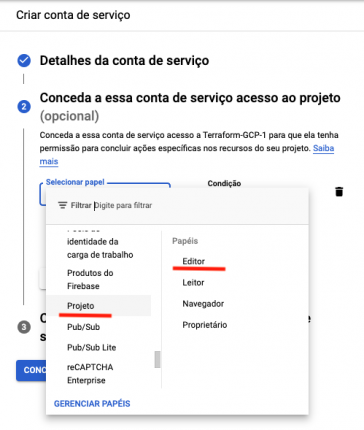 Criar conta de serviço
Detalhes da conta de serviço
2 Conceda a essa conta de serviço acesso ao projeto
(opcional)
Conceda a essa conta de serviço acesso a Terraform-GCP-1 para que ela tenha
permissão para concluir ações específicas nos recursos do seu projeto. Saiba
mais
Selecionar papel
Condição
Filtrar Digite para filtrar
identidade da
carga de trabalho
Produtos do
Firebase
Projeto
Pub/Sub
Pub/Sub Lite
reCAPTCHA
Enterprise
Papéis
Editor
Leitor
Navegador
Proprietário
GERENCIAR PAPÉIS
3 C
s
e
CONC